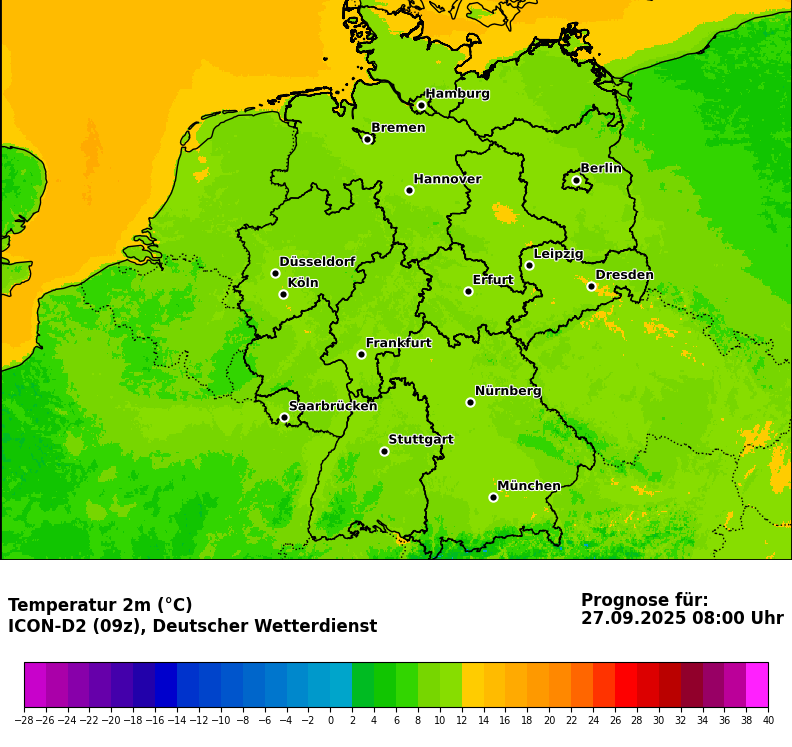 Hamburg
Bremen
Berlin
Hannover
Leipzig
Düsseldorf
Dresden
Köln
Erfurt
Frankfurt
Nürnberg
Saarbrücken
Stuttgart
München
Temperatur 2m (°C)
ICON-D2 (09z), Deutscher Wetterdienst
Prognose für:
27.09.2025 08:00 Uhr
−28 −26 −24 −22 −20 −18 −16 −14 −12 −10 −8 −6 −4 −2 0 2 4 6 8 10 12 14 16 18 20 22 24 26 28 30 32 34 36 38 40